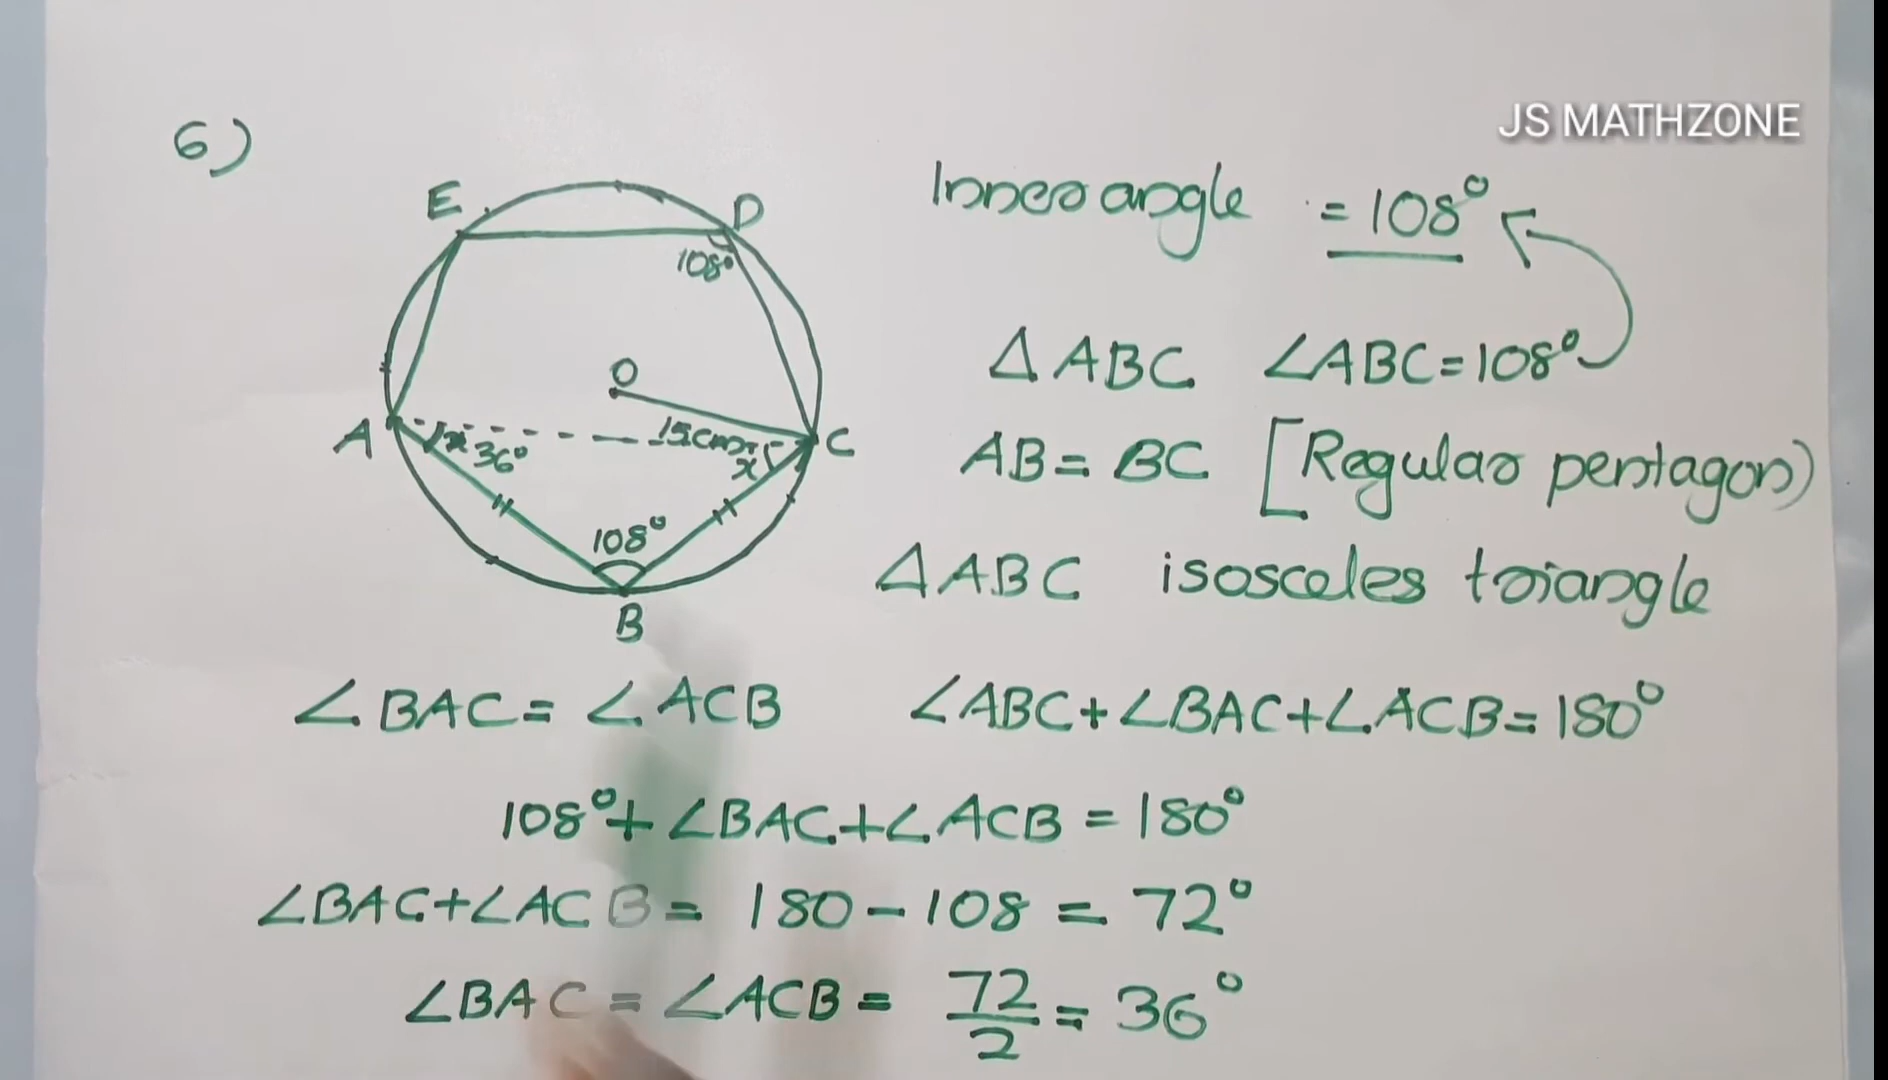 JS MATHZONE
6)
Inner angle = 108°
E
D
108°
O
15cm
A
x
36°
x
C
108°
B
△ABC ∠ABC = 108°
AB = BC [Regular pentagon)
△ABC isosceles triangle
∠BAC = ∠ACB ∠ABC + ∠BAC + ∠ACB = 180°
108° + ∠BAC + ∠ACB = 180°
∠BAC + ∠ACB = 180 - 108 = 72°
∠BAC = ∠ACB = 72/2 = 36°